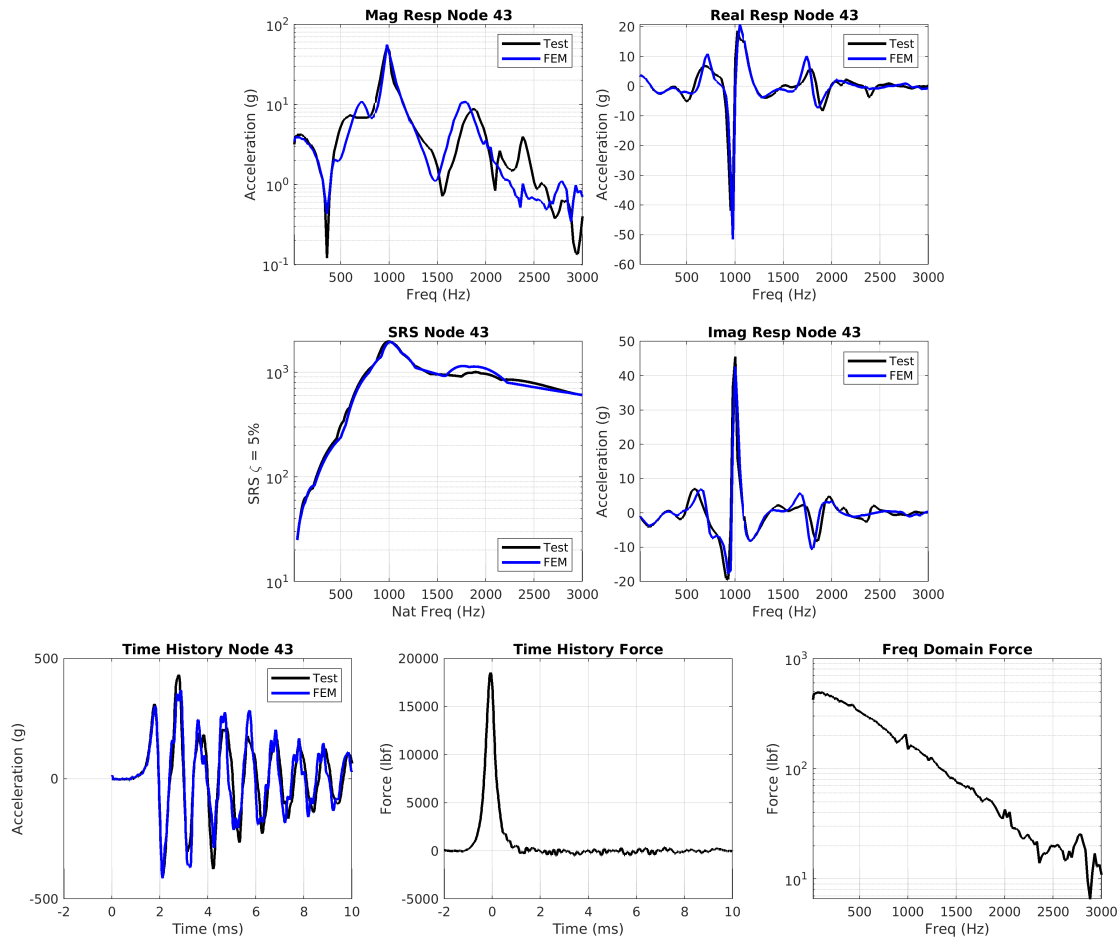 Mag Resp Node 43
10^2
10^1
10^0
10^-1
Acceleration (g)
500 1000 1500 2000 2500 3000
Freq (Hz)
Test
FEM
Real Resp Node 43
20
10
0
-10
-20
-30
-40
-50
-60
Acceleration (g)
500 1000 1500 2000 2500 3000
Freq (Hz)
Test
FEM
SRS Node 43
10^3
10^2
10^1
SRS ζ = 5%
500 1000 1500 2000 2500 3000
Nat Freq (Hz)
Test
FEM
Imag Resp Node 43
50
40
30
20
10
0
-10
-20
Acceleration (g)
500 1000 1500 2000 2500 3000
Freq (Hz)
Test
FEM
Time History Node 43
500
0
-500
Acceleration (g)
-2 0 2 4 6 8 10
Time (ms)
Test
FEM
Time History Force
20000
15000
10000
5000
0
-5000
Force (lbf)
-2 0 2 4 6 8 10
Time (ms)
Freq Domain Force
10^3
10^2
10^1
Force (lbf)
500 1000 1500 2000 2500 3000
Freq (Hz)